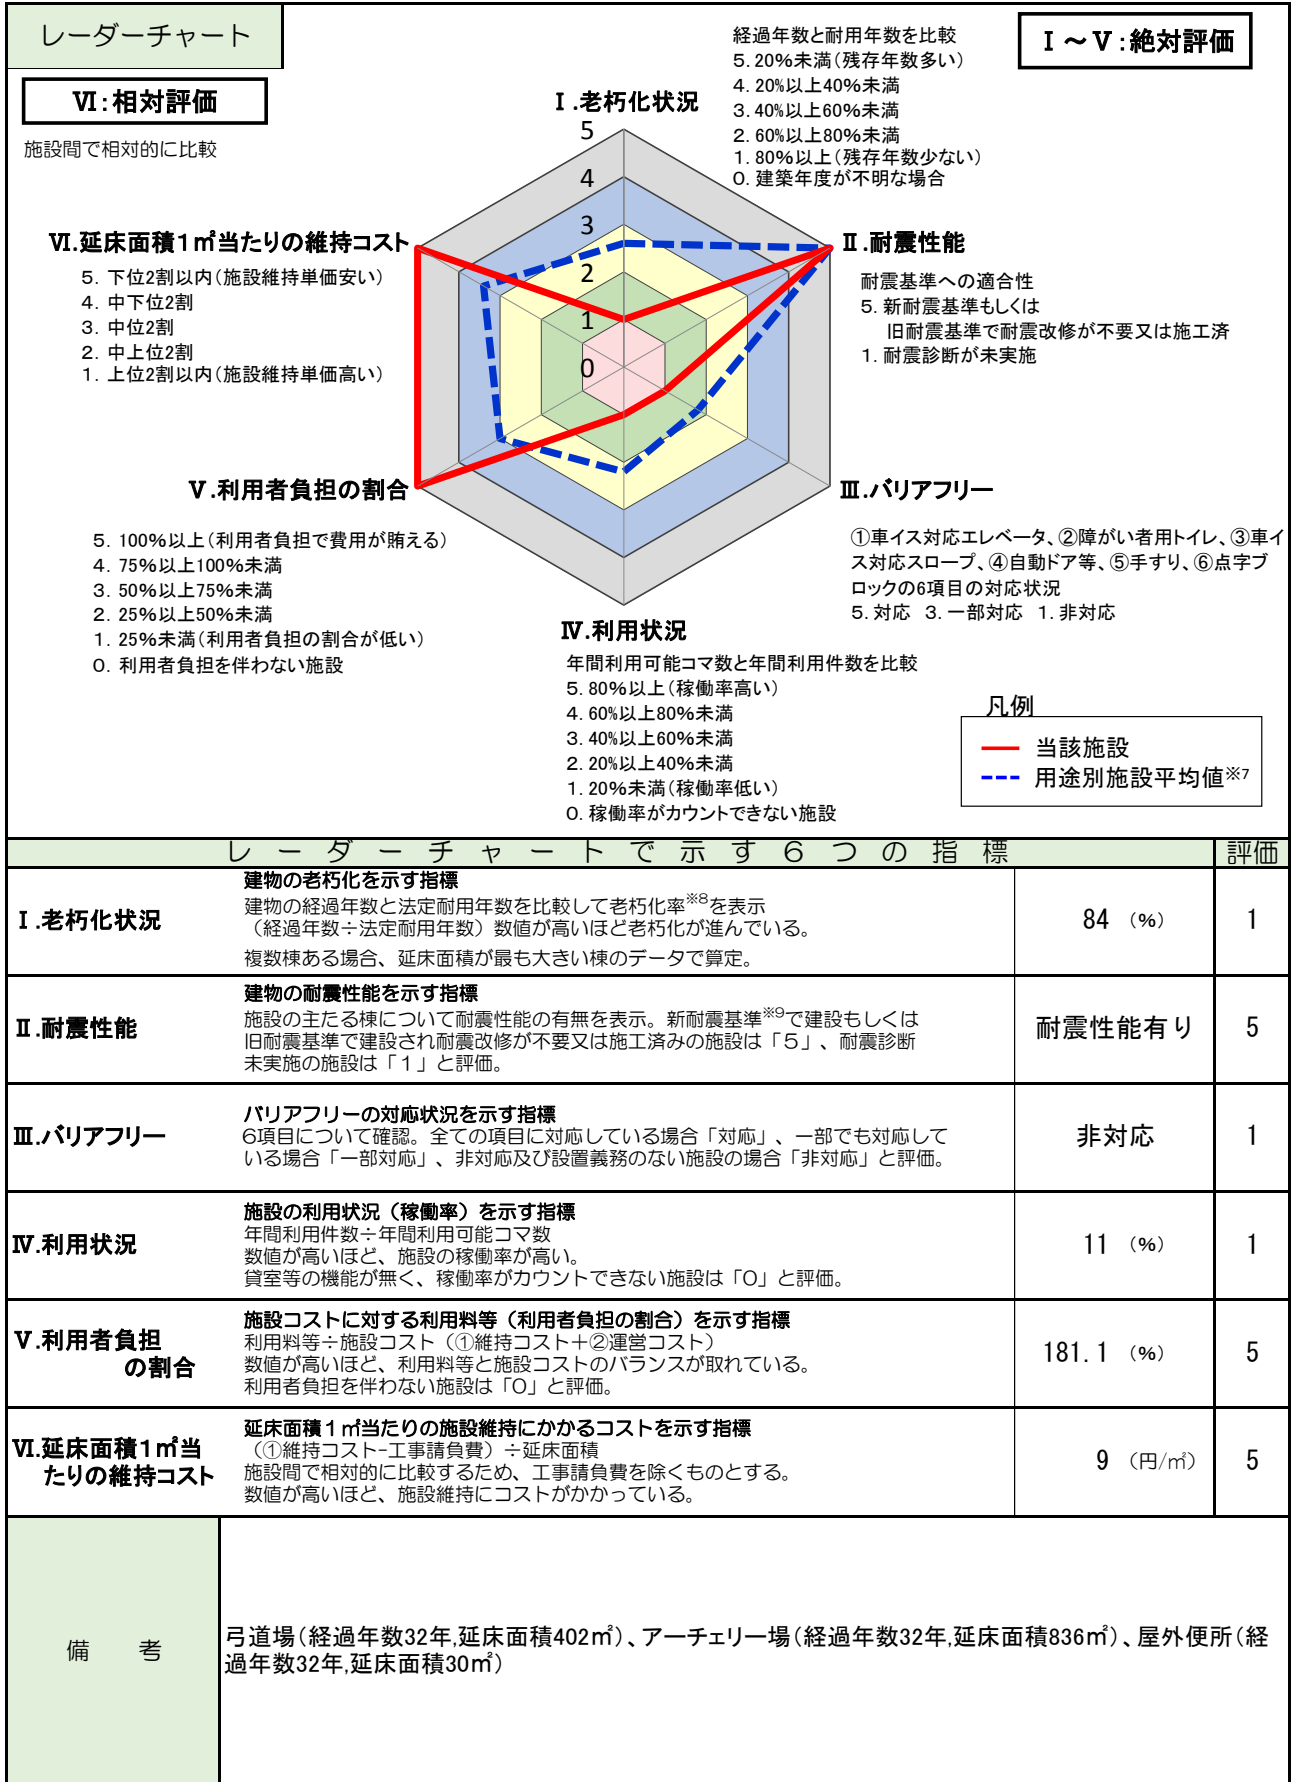 レーダーチャート
Ⅰ～Ⅴ：絶対評価
Ⅵ：相対評価
施設間で相対的に比較
経過年数と耐用年数を比較
5．20％未満（残存年数多い）
4．20%以上40％未満
3．40％以上60％未満
2．60％以上80％未満
1．80％以上（残存年数少ない）
0．建築年度が不明な場合
Ⅰ.老朽化状況
5
4
3
2
1
0
Ⅱ.耐震性能
耐震基準への適合性
5．新耐震基準もしくは
旧耐震基準で耐震改修が不要又は施工済
1．耐震診断が未実施
Ⅵ.延床面積1㎡当たりの維持コスト
5．下位2割以内（施設維持単価安い）
4．中下位2割
3．中位2割
2．中上位2割
1．上位2割以内（施設維持単価高い）
Ⅴ.利用者負担の割合
5．100％以上（利用者負担で費用が賄える）
4．75％以上100％未満
3．50％以上75％未満
2．25％以上50％未満
1．25％未満（利用者負担の割合が低い）
0．利用者負担を伴わない施設
Ⅲ.バリアフリー
①車イス対応エレベータ、②障がい者用トイレ、③車イ
ス対応スロープ、④自動ドア等、⑤手すり、⑥点字ブ
ロックの6項目の対応状況
5．対応 3．一部対応 1．非対応
Ⅳ.利用状況
年間利用可能コマ数と年間利用件数を比較
5．80％以上（稼働率高い）
4．60%以上80％未満
3．40％以上60％未満
2．20％以上40％未満
1．20％未満（稼働率低い）
0．稼働率がカウントできない施設
凡例
当該施設
用途別施設平均値※7
レーダーチャートで示す6つの指標 評価
Ⅰ.老朽化状況
建物の老朽化を示す指標
建物の経過年数と法定耐用年数を比較して老朽化率※8を表示
（経過年数÷法定耐用年数）数値が高いほど老朽化が進んでいる。
複数棟ある場合、延床面積が最も大きい棟のデータで算定。
84 （%） 1
Ⅱ.耐震性能
建物の耐震性能を示す指標
施設の主たる棟について耐震性能の有無を表示。新耐震基準※9で建設もしくは
旧耐震基準で建設され耐震改修が不要又は施工済みの施設は「5」、耐震診断
未実施の施設は「1」と評価。
耐震性能有り 5
Ⅲ.バリアフリー
バリアフリーの対応状況を示す指標
6項目について確認。全ての項目に対応している場合「対応」、一部でも対応して
いる場合「一部対応」、非対応及び設置義務のない施設の場合「非対応」と評価。
非対応 1
Ⅳ.利用状況
施設の利用状況（稼働率）を示す指標
年間利用件数÷年間利用可能コマ数
数値が高いほど、施設の稼働率が高い。
貸室等の機能が無く、稼働率がカウントできない施設は「0」と評価。
11 （%） 1
Ⅴ.利用者負担
の割合
施設コストに対する利用料等（利用者負担の割合）を示す指標
利用料等÷施設コスト（①維持コスト＋②運営コスト）
数値が高いほど、利用料等と施設コストのバランスが取れている。
利用者負担を伴わない施設は「0」と評価。
181.1 （%） 5
Ⅵ.延床面積1㎡当
たりの維持コスト
延床面積1㎡当たりの施設維持にかかるコストを示す指標
（①維持コスト-工事請負費）÷延床面積
施設間で相対的に比較するため、工事請負費を除くものとする。
数値が高いほど、施設維持にコストがかかっている。
9 （円/㎡） 5
備 考
弓道場（経過年数32年,延床面積402㎡）、アーチェリー場（経過年数32年,延床面積836㎡）、屋外便所（経
過年数32年,延床面積30㎡）